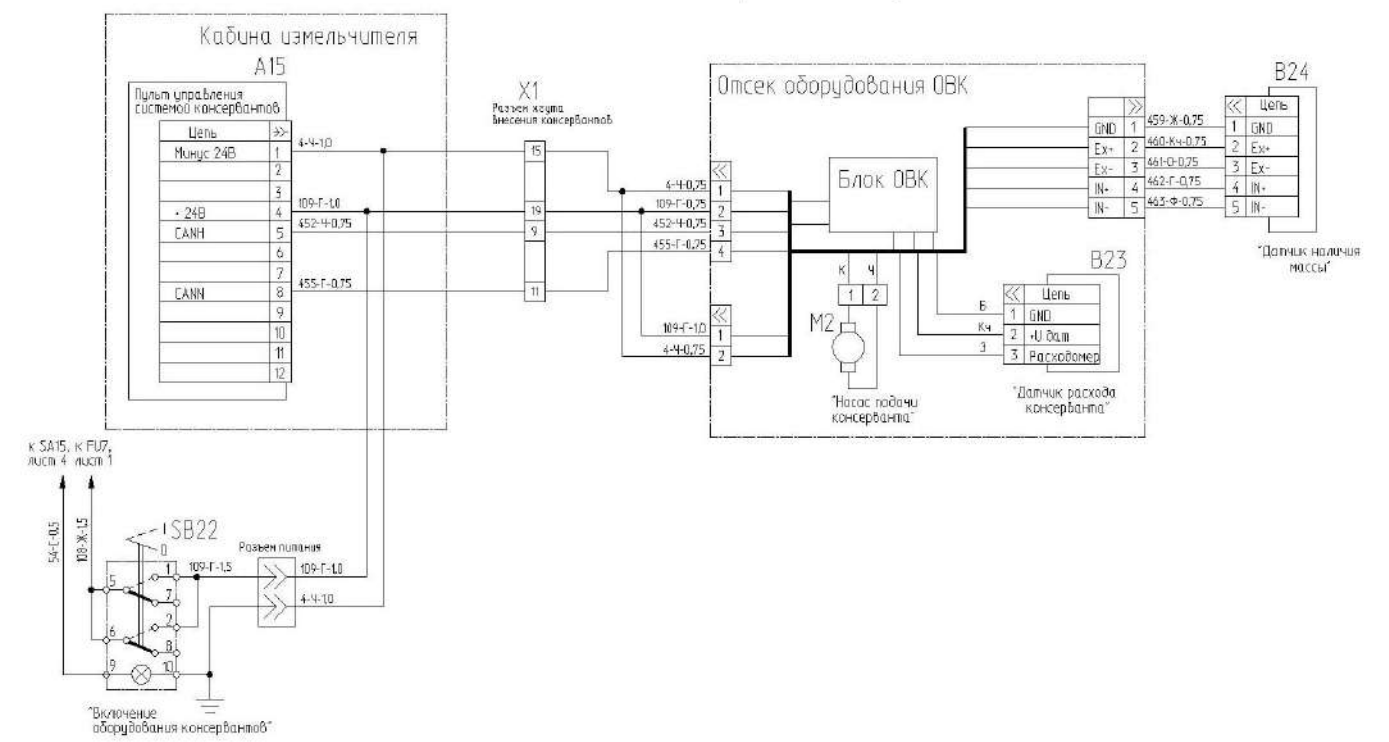 Кабина измельчителя
А15
Пульт управления
системой консервантов
Цепь
Минус 24В 1
2
3
+ 24В 4
CANH 5
6
7
CANN 8
9
10
11
12
4-Ч-1,0
109-Г-1,0
452-Ч-0,75
455-Г-0,75
X1
Разъем жгута
внесения консервантов
15
19
9
11
Отсек оборудования ОВК
4-Ч-0,75 1
109-Г-0,75 2
452-Ч-0,75 3
455-Г-0,75 4
109-Г-1,0 1
4-Ч-0,75 2
Блок ОВК
К Ч
1 2
М2
"Насос подачи
консерванта"
В23
Цепь
Б 1 GND
Кч 2 +U дат
З 3 Расходомер
"Датчик расхода
консерванта"
GND 1 459-Ж-0,75
Ex+ 2 460-Кч-0,75
Ex- 3 461-О-0,75
IN+ 4 462-Г-0,75
IN- 5 463-Ф-0,75
В24
Цепь
1 GND
2 Ex+
3 Ex-
4 IN+
5 IN-
"Датчик наличия
массы"
к SA15, к FU7,
лист 4 лист 1
54-С-0,5
108-Ж-1,5
I
0
SB22
Разъем питания
109-Г-1,5
109-Г-1,0
4-Ч-1,0
5 1
7
6 2
8
9 10
"Включение
оборудования консервантов"